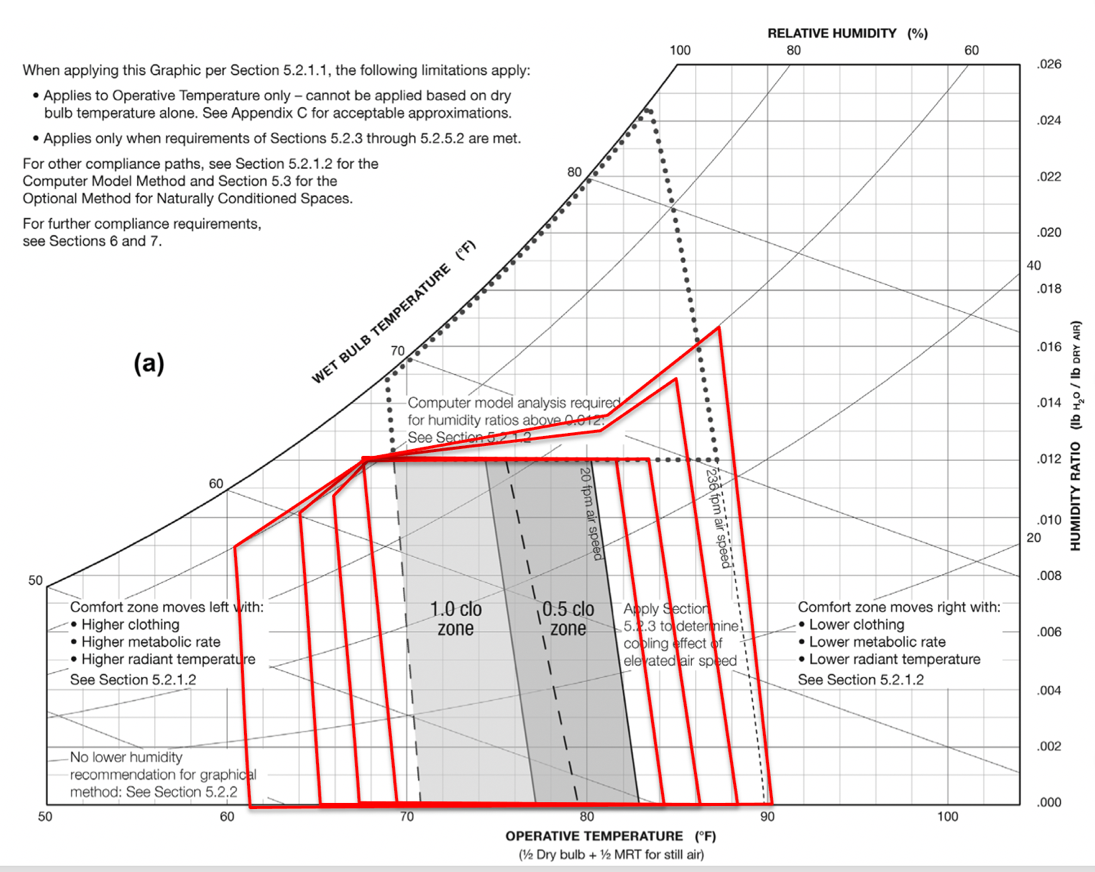 RELATIVE HUMIDITY (%)
100 80 60
When applying this Graphic per Section 5.2.1.1, the following limitations apply:
• Applies to Operative Temperature only – cannot be applied based on dry
bulb temperature alone. See Appendix C for acceptable approximations.
• Applies only when requirements of Sections 5.2.3 through 5.2.5.2 are met.
For other compliance paths, see Section 5.2.1.2 for the
Computer Model Method and Section 5.3 for the
Optional Method for Naturally Conditioned Spaces.
For further compliance requirements,
see Sections 6 and 7.
(a)
WET BULB TEMPERATURE (°F)
50
60
70
80
Computer model analysis required
for humidity ratios above 0.012:
See Section 5.2.1.2
20 fpm air speed
236 fpm air speed
1.0 clo
zone
0.5 clo
zone
Apply Section
5.2.3 to determine
cooling effect of
elevated air speed
Comfort zone moves left with:
• Higher clothing
• Higher metabolic rate
• Higher radiant temperature
See Section 5.2.1.2
Comfort zone moves right with:
• Lower clothing
• Lower metabolic rate
• Lower radiant temperature
See Section 5.2.1.2
No lower humidity
recommendation for graphical
method: See Section 5.2.2
.026
.024
.022
.020
40
.018
.016
.014
.012
.010
20
.008
.006
.004
.002
.000
HUMIDITY RATIO (lb H₂O / lb DRY AIR)
50 60 70 80 90 100
OPERATIVE TEMPERATURE (°F)
(½ Dry bulb + ½ MRT for still air)